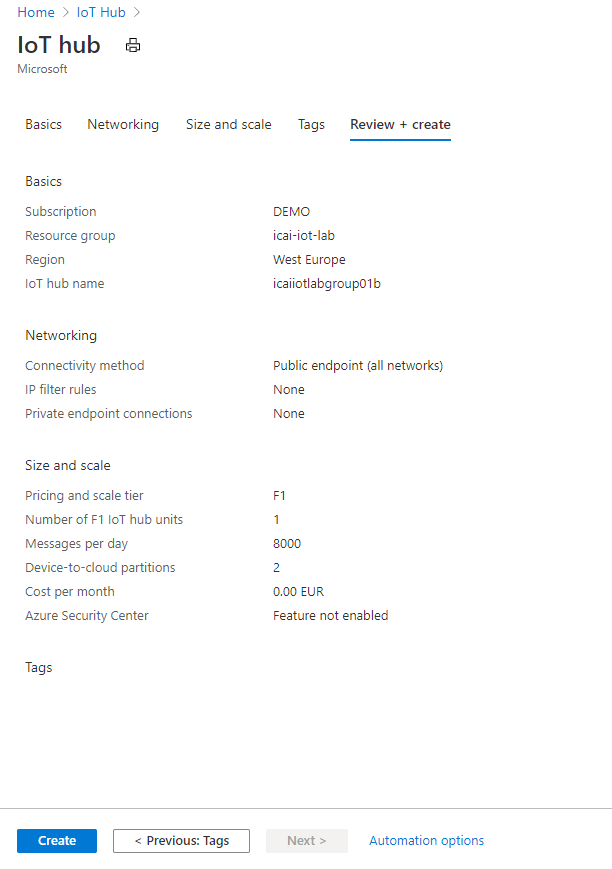 Home > IoT Hub >
IoT hub
Microsoft
Basics Networking Size and scale Tags Review + create
Basics
Subscription DEMO
Resource group icai-iot-lab
Region West Europe
IoT hub name icaiiotlabgroup01b
Networking
Connectivity method Public endpoint (all networks)
IP filter rules None
Private endpoint connections None
Size and scale
Pricing and scale tier F1
Number of F1 IoT hub units 1
Messages per day 8000
Device-to-cloud partitions 2
Cost per month 0.00 EUR
Azure Security Center Feature not enabled
Tags
Create < Previous: Tags Next > Automation options